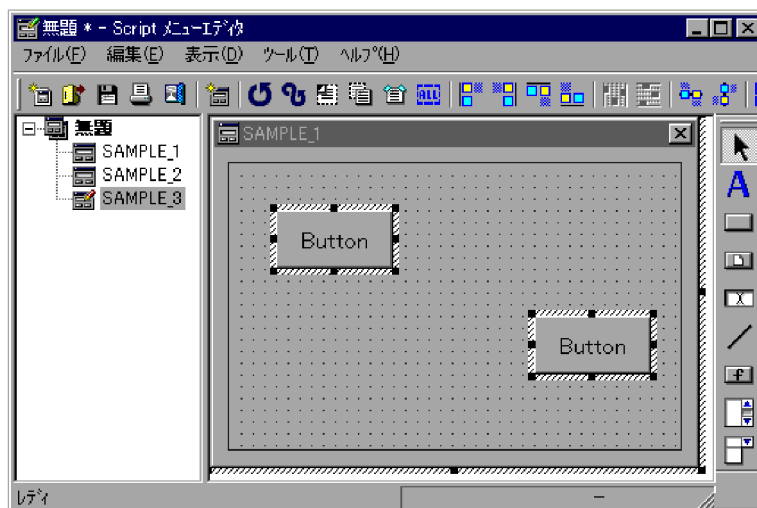 無題 * - Script ﾒﾆｭｰｴﾃﾞｨﾀ
ﾌｧｲﾙ(F) 編集(E) 表示(D) ツール(T) ﾍﾙﾌﾟ(H)
ALL
無題
SAMPLE_1
SAMPLE_2
SAMPLE_3
SAMPLE_1
Button
Button
A
X
f
ﾚﾃﾞｨ